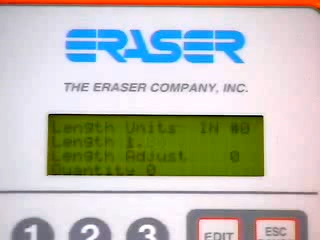 ERASER
THE ERASER COMPANY, INC.
Length Units IN #0
Length 1.
Length Adjust 0
Quantity 0
1 2 3 EDIT ESC